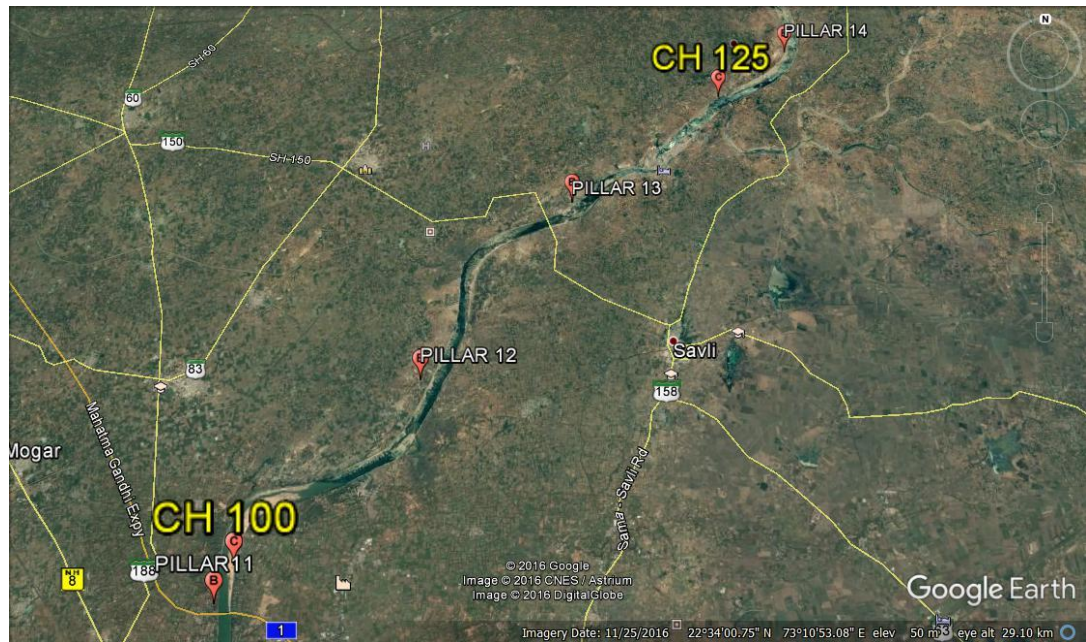 N
PILLAR 14
CH 125
SH 60
60
150
SH 150
H
PILLAR 13
C
PILLAR 12
83
Savli
158
Mogar
Mahatma Gandhi Expy
Sama - Savli Rd
CH 100
C
PILLAR11
B
188
NH
8
1
© 2016 Google
Image © 2016 CNES / Astrium
Image © 2016 DigitalGlobe
Google Earth
Imagery Date: 11/25/2016 22°34'00.75" N 73°10'53.08" E elev 50 m eye alt 29.10 km